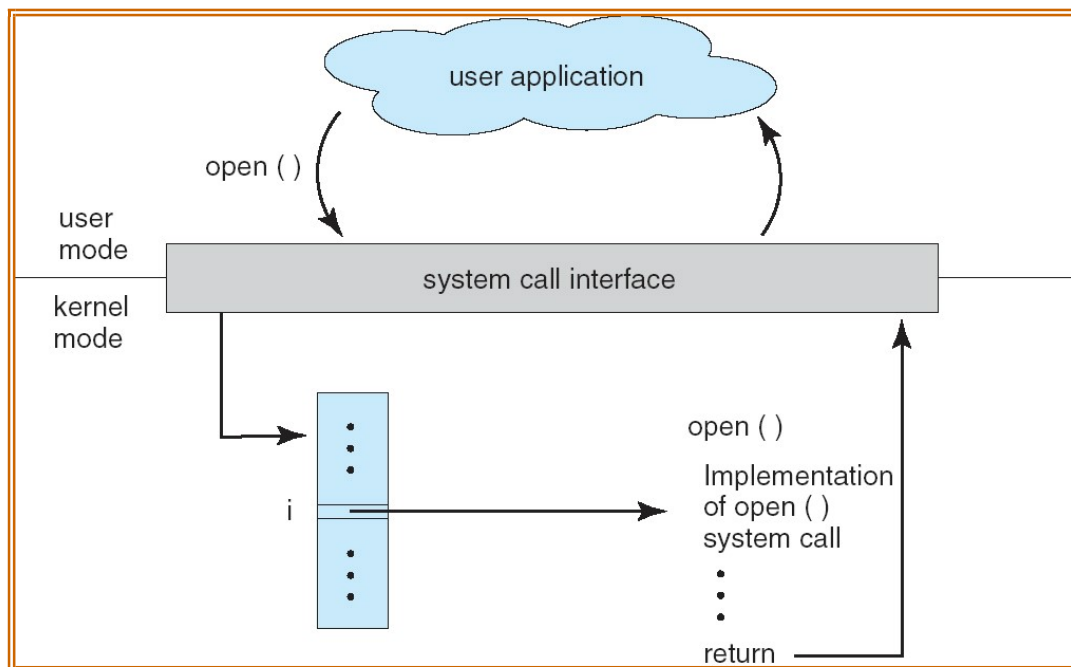 user application
open ( )
user
mode
system call interface
kernel
mode
open ( )
i
Implementation
of open ( )
system call
return